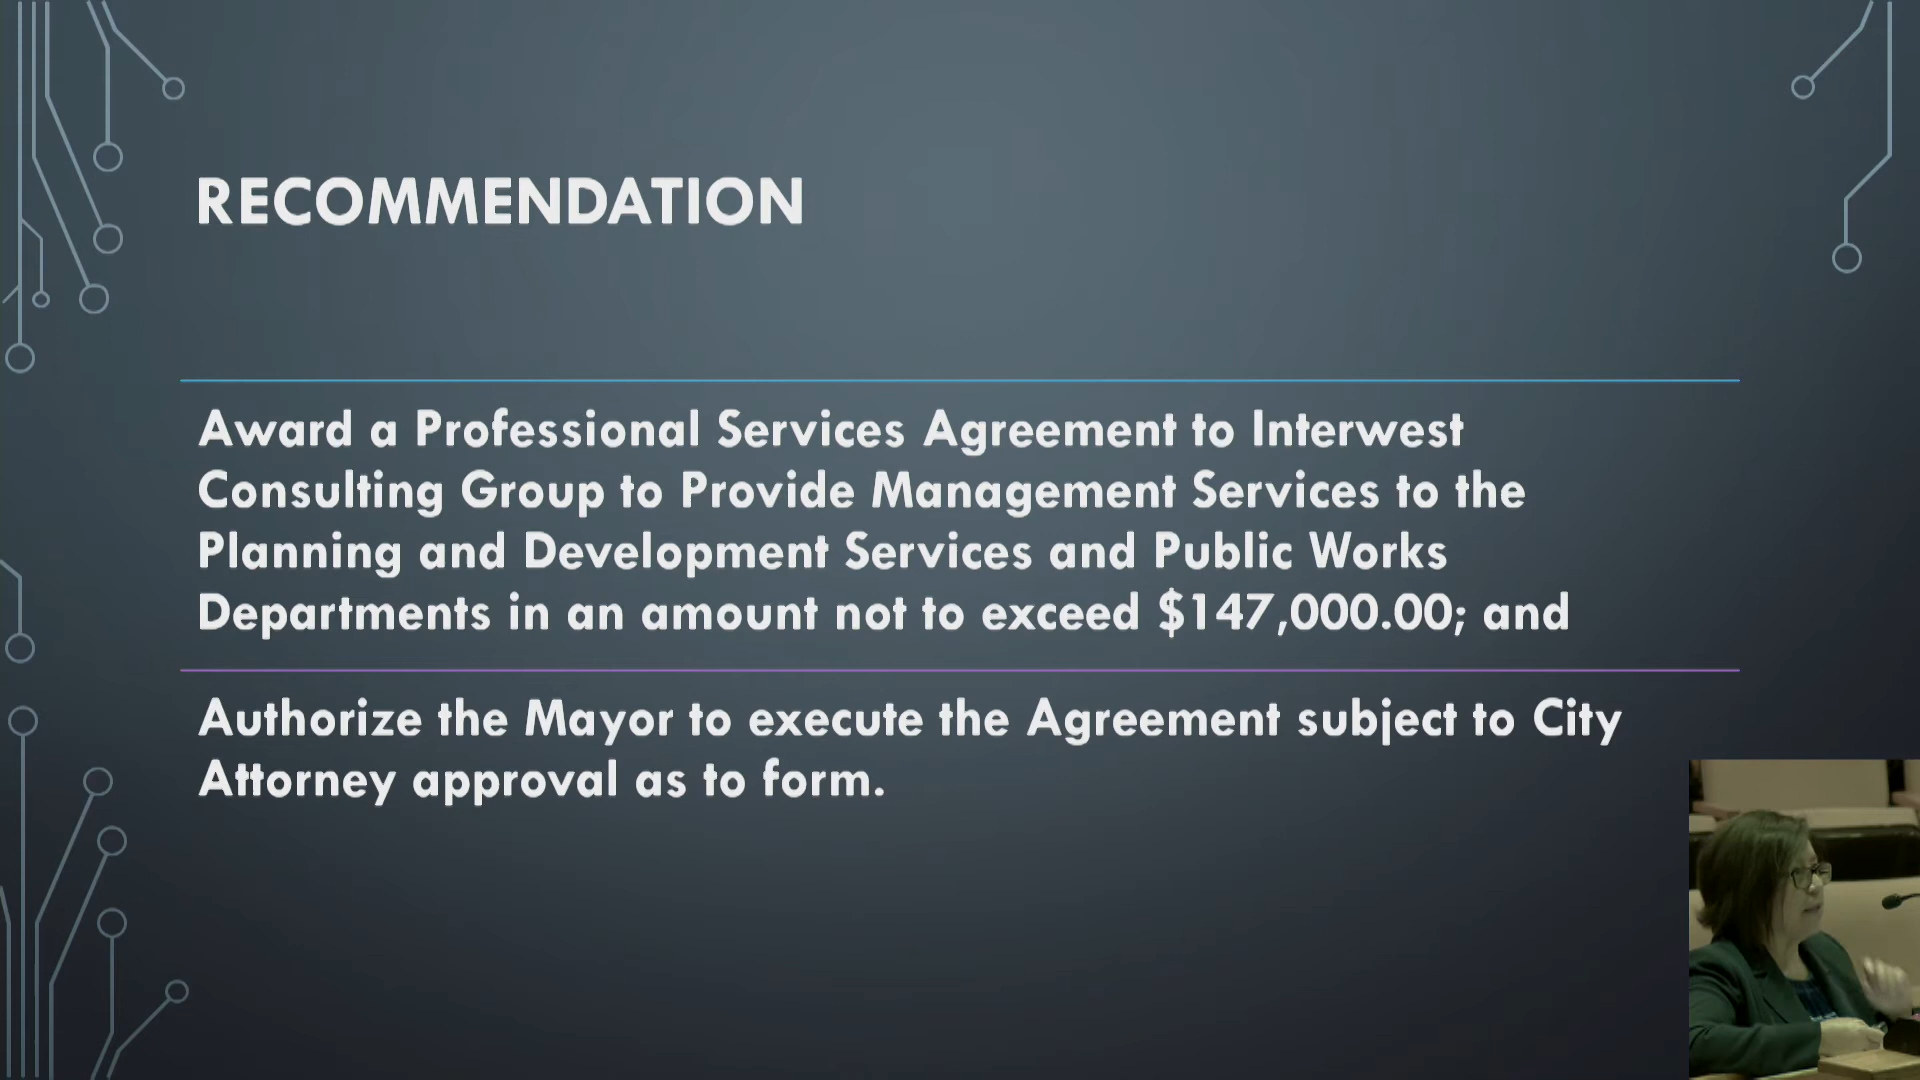 RECOMMENDATION
Award a Professional Services Agreement to Interwest
Consulting Group to Provide Management Services to the
Planning and Development Services and Public Works
Departments in an amount not to exceed $147,000.00; and
Authorize the Mayor to execute the Agreement subject to City
Attorney approval as to form.